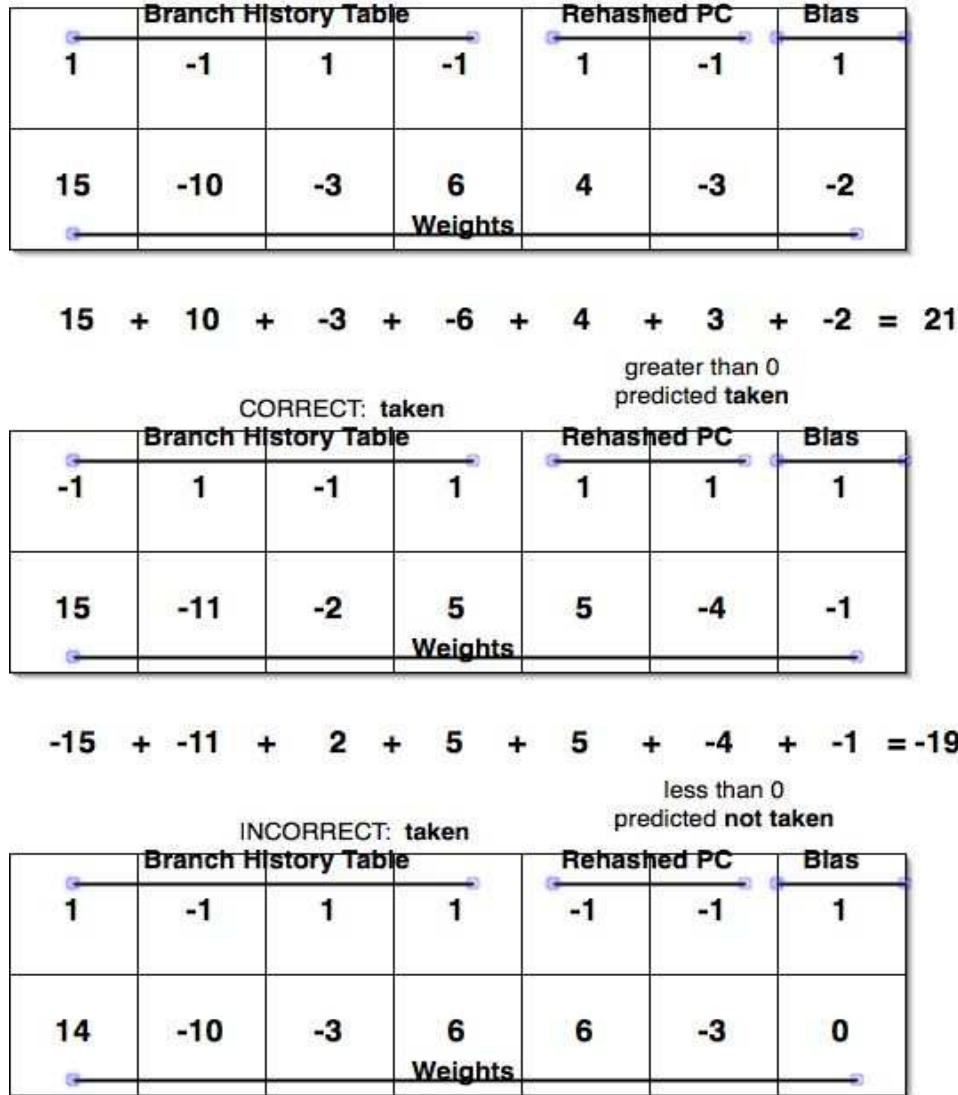 Branch History Table Rehashed PC Bias
1 -1 1 -1 1 -1 1
15 -10 -3 6 4 -3 -2
Weights
15 + 10 + -3 + -6 + 4 + 3 + -2 = 21
greater than 0
predicted taken
CORRECT: taken
Branch History Table Rehashed PC Bias
-1 1 -1 1 1 1 1
15 -11 -2 5 5 -4 -1
Weights
-15 + -11 + 2 + 5 + 5 + -4 + -1 = -19
less than 0
predicted not taken
INCORRECT: taken
Branch History Table Rehashed PC Bias
1 -1 1 1 -1 -1 1
14 -10 -3 6 6 -3 0
Weights